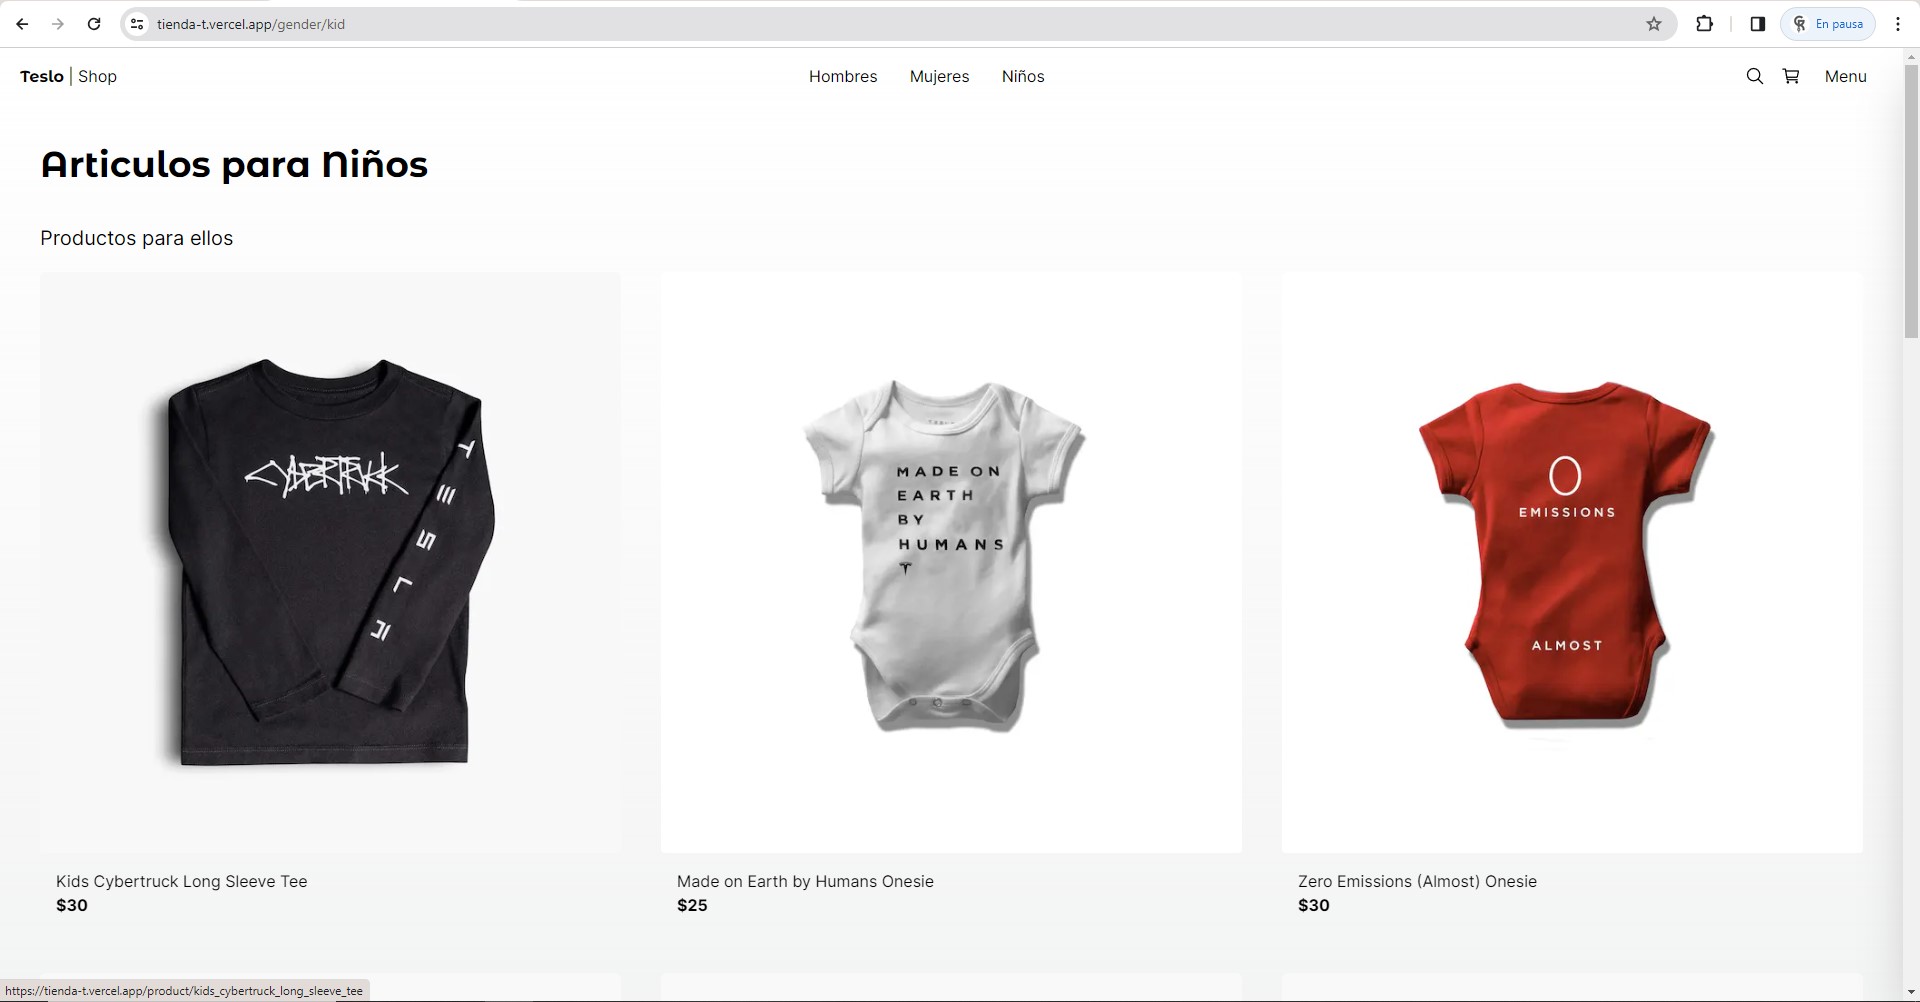 tienda-t.vercel.app/gender/kid
En pausa
Teslo | Shop
Hombres
Mujeres
Niños
Menu
Articulos para Niños
Productos para ellos
CYBERTRUCK
TESLA
MADE ON
EARTH
BY
HUMANS
T
0
EMISSIONS
ALMOST
Kids Cybertruck Long Sleeve Tee
$30
Made on Earth by Humans Onesie
$25
Zero Emissions (Almost) Onesie
$30
https://tienda-t.vercel.app/product/kids_cybertruck_long_sleeve_tee